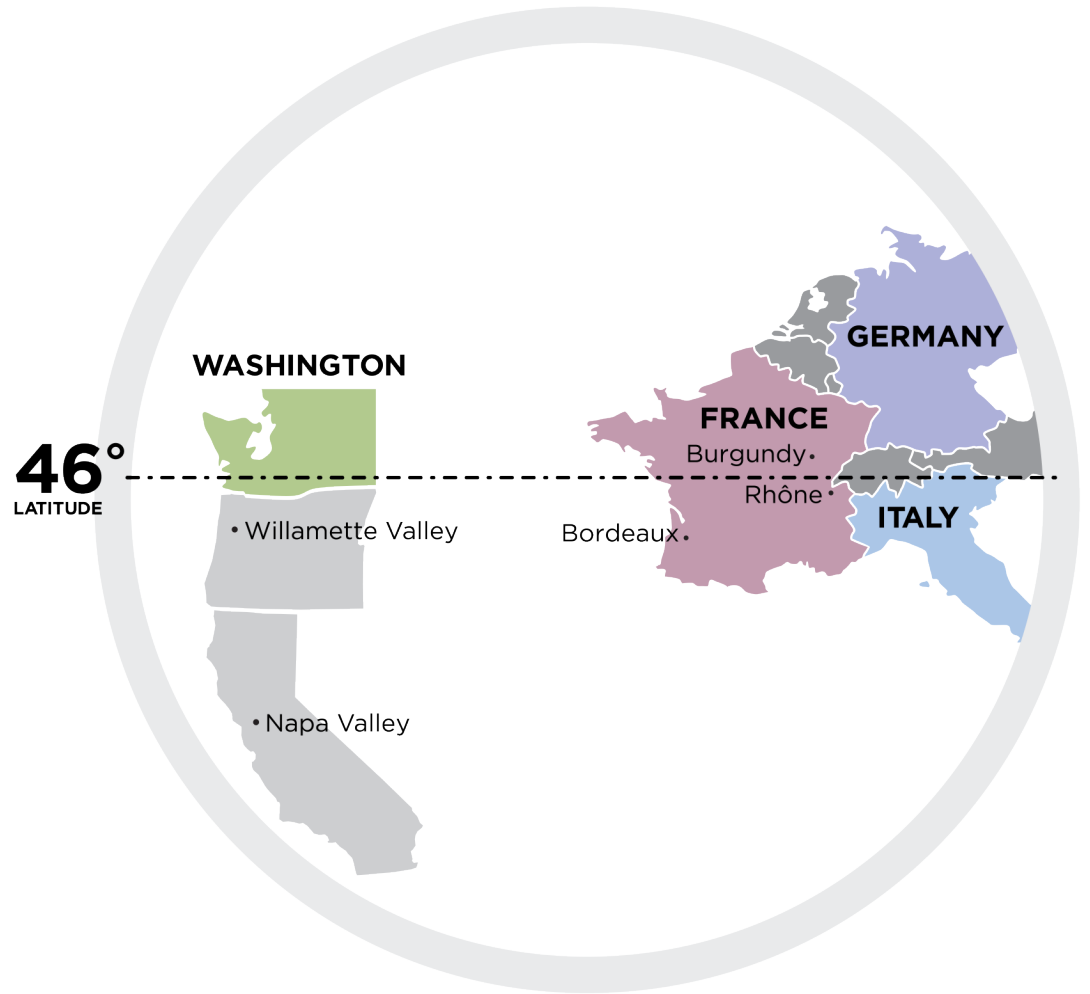 GERMANY
WASHINGTON
FRANCE
Burgundy
46°
LATITUDE
Rhône
ITALY
Willamette Valley
Bordeaux
Napa Valley